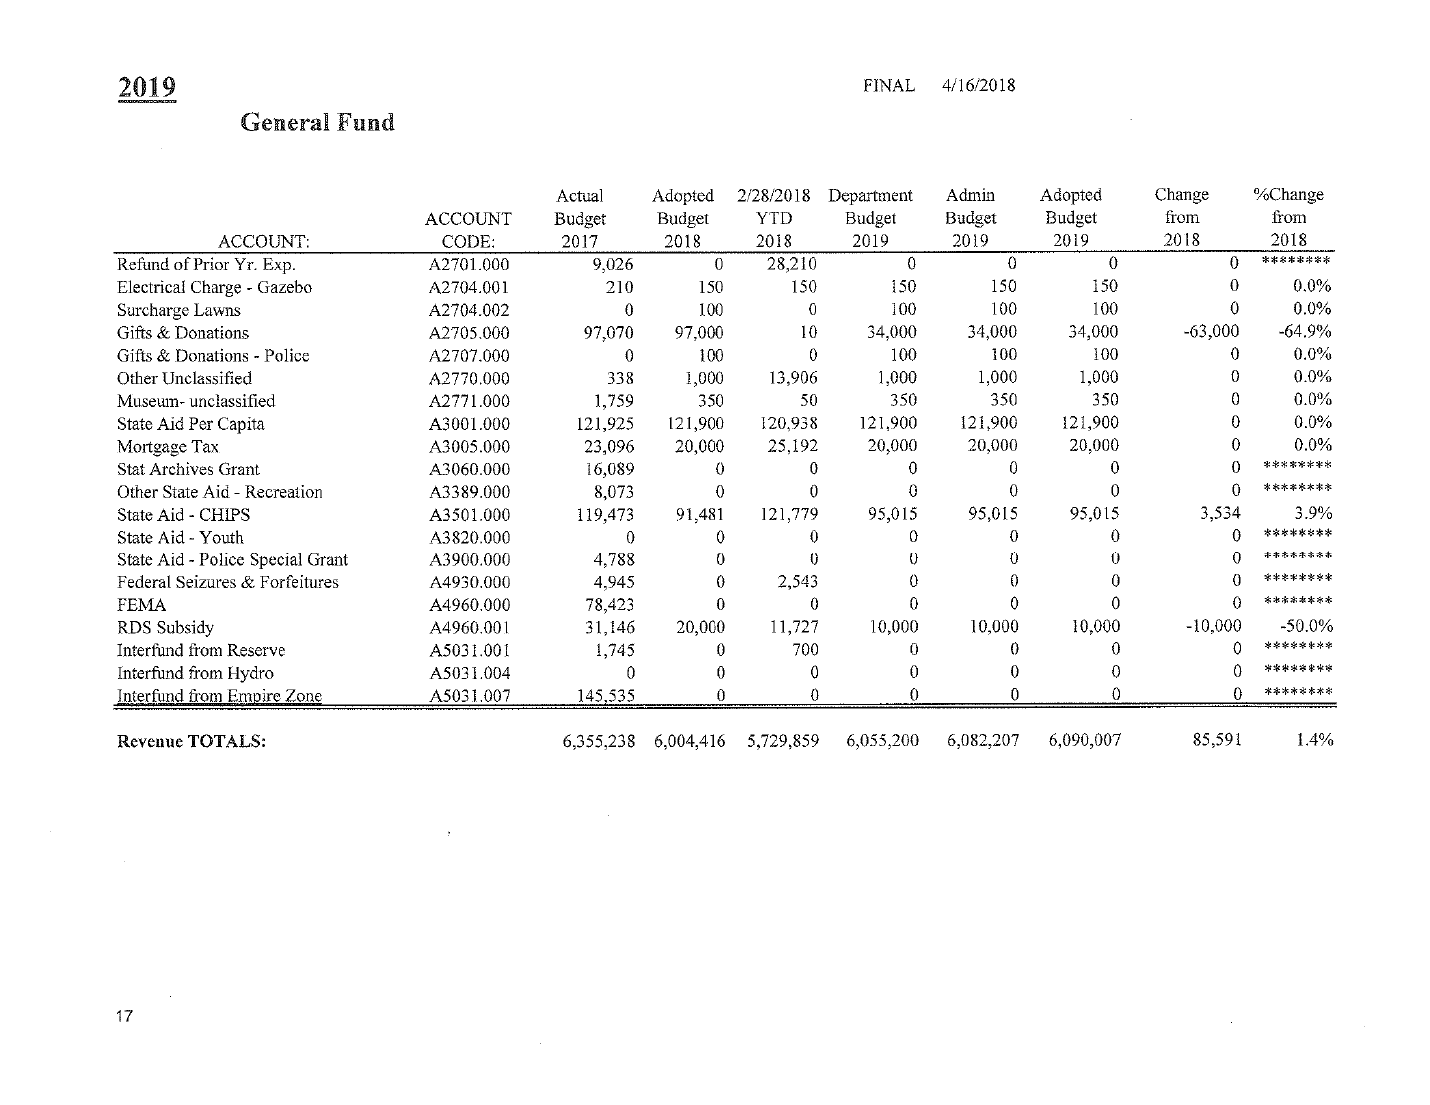 2019 FINAL 4/16/2018
General Fund
Actual Adopted 2/28/2018 Department Admin Adopted Change %Change
ACCOUNT Budget Budget YTD Budget Budget Budget from from
ACCOUNT: CODE: 2017 2018 2018 2019 2019 2019 2018 2018
Refund of Prior Yr. Exp. A2701.000 9,026 0 28,210 0 0 0 0 ********
Electrical Charge - Gazebo A2704.001 210 150 150 150 150 150 0 0.0%
Surcharge Lawns A2704.002 0 100 0 100 100 100 0 0.0%
Gifts & Donations A2705.000 97,070 97,000 10 34,000 34,000 34,000 -63,000 -64.9%
Gifts & Donations - Police A2707.000 0 100 0 100 100 100 0 0.0%
Other Unclassified A2770.000 338 1,000 13,906 1,000 1,000 1,000 0 0.0%
Museum- unclassified A2771.000 1,759 350 50 350 350 350 0 0.0%
State Aid Per Capita A3001.000 121,925 121,900 120,938 121,900 121,900 121,900 0 0.0%
Mortgage Tax A3005.000 23,096 20,000 25,192 20,000 20,000 20,000 0 0.0%
Stat Archives Grant A3060.000 16,089 0 0 0 0 0 0 ********
Other State Aid - Recreation A3389.000 8,073 0 0 0 0 0 0 ********
State Aid - CHIPS A3501.000 119,473 91,481 121,779 95,015 95,015 95,015 3,534 3.9%
State Aid - Youth A3820.000 0 0 0 0 0 0 0 ********
State Aid - Police Special Grant A3900.000 4,788 0 0 0 0 0 0 ********
Federal Seizures & Forfeitures A4930.000 4,945 0 2,543 0 0 0 0 ********
FEMA A4960.000 78,423 0 0 0 0 0 0 ********
RDS Subsidy A4960.001 31,146 20,000 11,727 10,000 10,000 10,000 -10,000 -50.0%
Interfund from Reserve A5031.001 1,745 0 700 0 0 0 0 ********
Interfund from Hydro A5031.004 0 0 0 0 0 0 0 ********
Interfund from Empire Zone A5031.007 145,535 0 0 0 0 0 0 ********
Revenue TOTALS: 6,355,238 6,004,416 5,729,859 6,055,200 6,082,207 6,090,007 85,591 1.4%
17